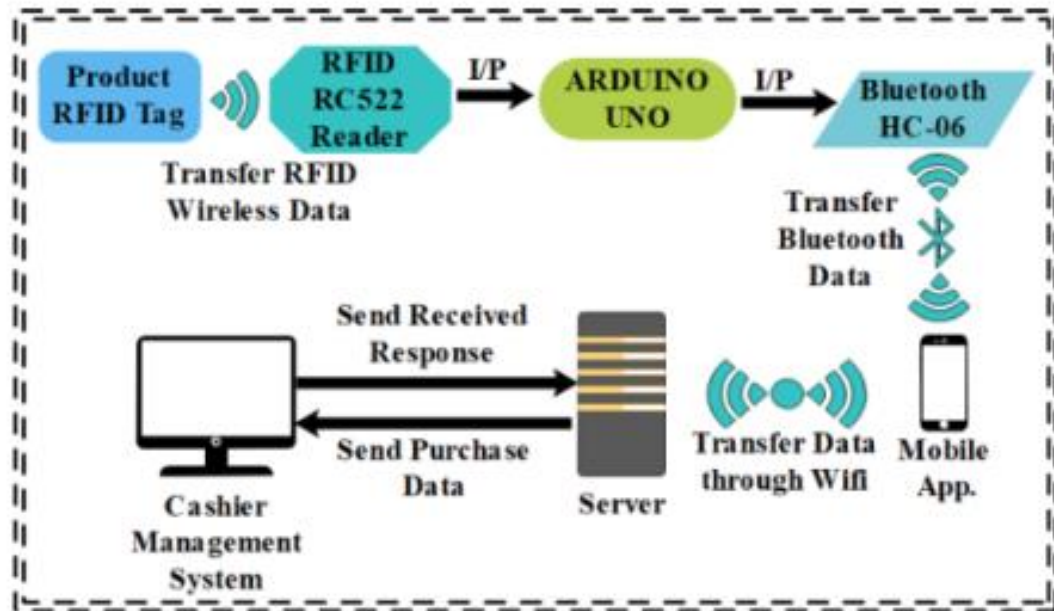 Product
RFID Tag
RFID
RC522
Reader
I/P
ARDUINO
UNO
I/P
Bluetooth
HC-06
Transfer RFID
Wireless Data
Transfer
Bluetooth
Data
Send Received
Response
Send Purchase
Data
Cashier
Management
System
Server
Transfer Data
through Wifi
Mobile
App.